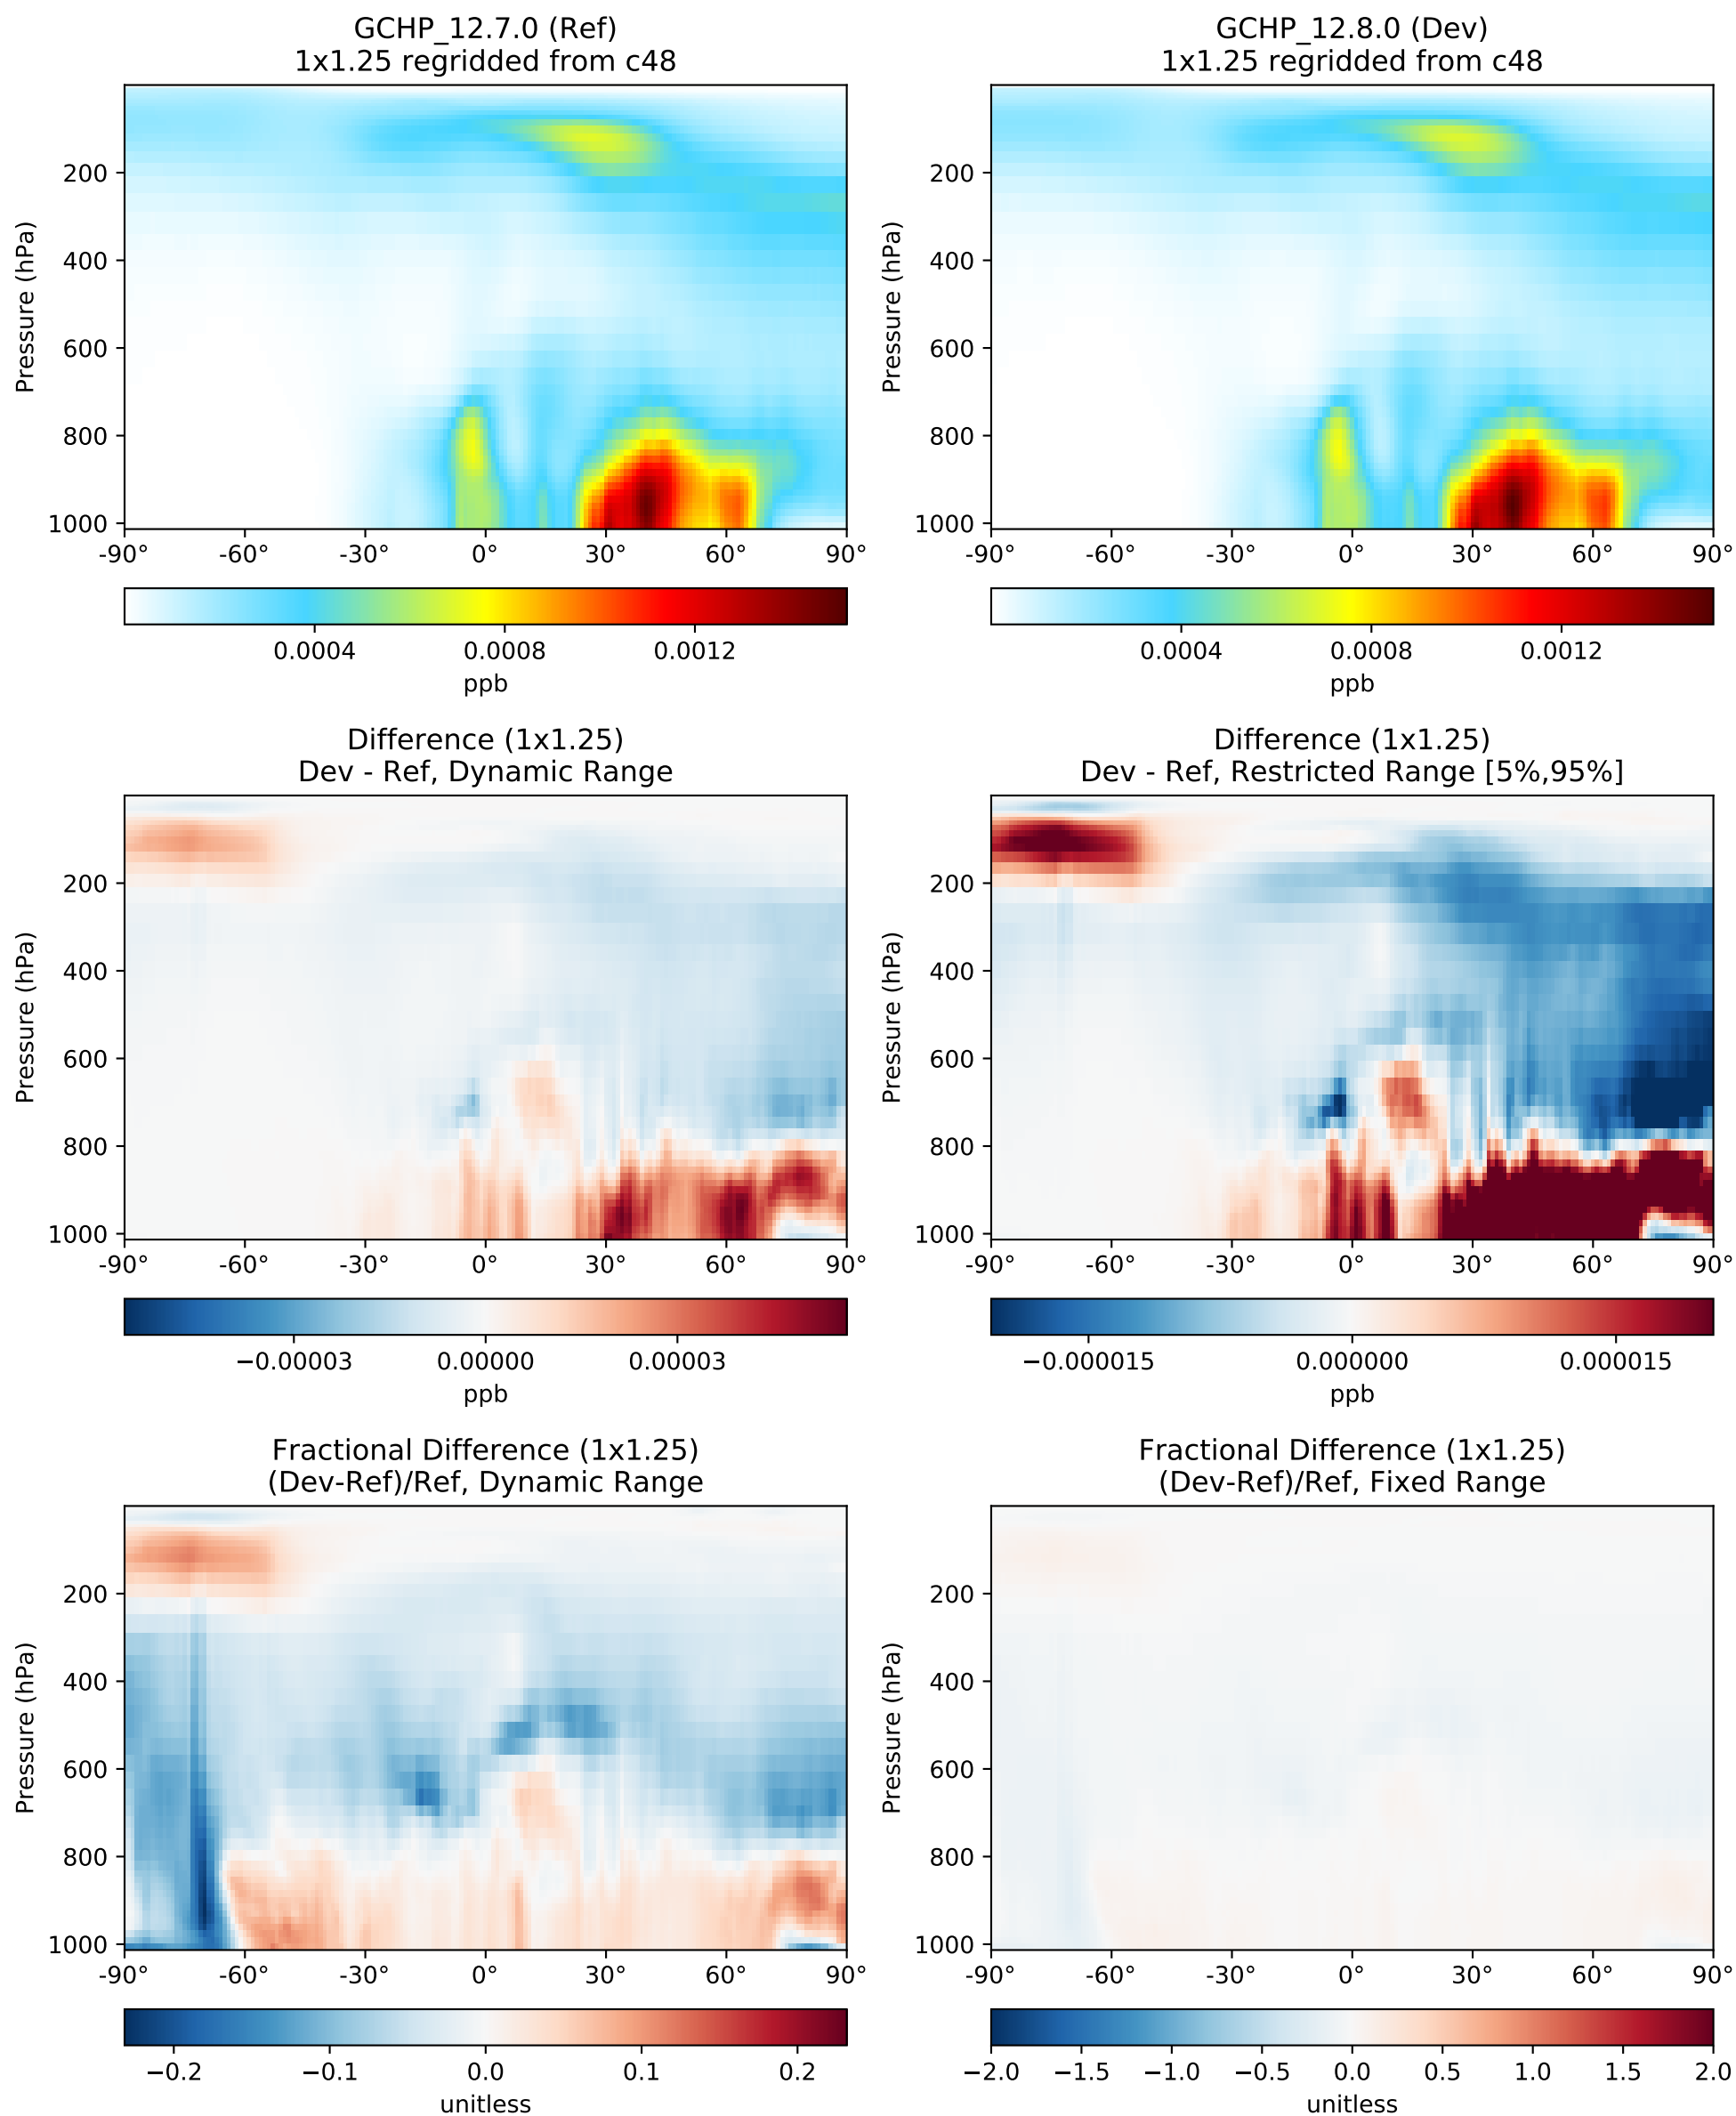 GCHP_12.7.0 (Ref)
1x1.25 regridded from c48
Pressure (hPa)
200
400
600
800
1000
-90° -60° -30° 0° 30° 60° 90°
0.0004 0.0008 0.0012
ppb
GCHP_12.8.0 (Dev)
1x1.25 regridded from c48
Pressure (hPa)
200
400
600
800
1000
-90° -60° -30° 0° 30° 60° 90°
0.0004 0.0008 0.0012
ppb
Difference (1x1.25)
Dev - Ref, Dynamic Range
Pressure (hPa)
200
400
600
800
1000
-90° -60° -30° 0° 30° 60° 90°
−0.00003 0.00000 0.00003
ppb
Difference (1x1.25)
Dev - Ref, Restricted Range [5%,95%]
Pressure (hPa)
200
400
600
800
1000
-90° -60° -30° 0° 30° 60° 90°
−0.000015 0.000000 0.000015
ppb
Fractional Difference (1x1.25)
(Dev-Ref)/Ref, Dynamic Range
Pressure (hPa)
200
400
600
800
1000
-90° -60° -30° 0° 30° 60° 90°
−0.2 −0.1 0.0 0.1 0.2
unitless
Fractional Difference (1x1.25)
(Dev-Ref)/Ref, Fixed Range
Pressure (hPa)
200
400
600
800
1000
-90° -60° -30° 0° 30° 60° 90°
−2.0 −1.5 −1.0 −0.5 0.0 0.5 1.0 1.5 2.0
unitless